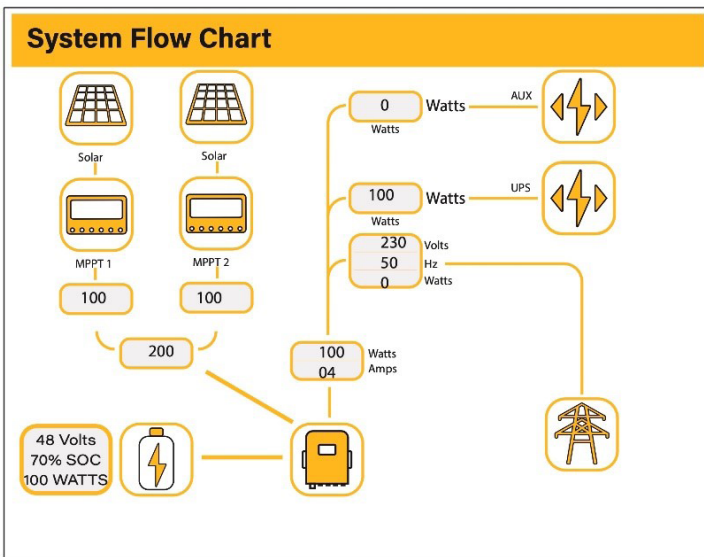 System Flow Chart
Solar
Solar
MPPT 1
MPPT 2
100
100
200
48 Volts
70% SOC
100 WATTS
0 Watts
Watts
AUX
100 Watts
Watts
UPS
230 Volts
50 Hz
0 Watts
100 Watts
04 Amps